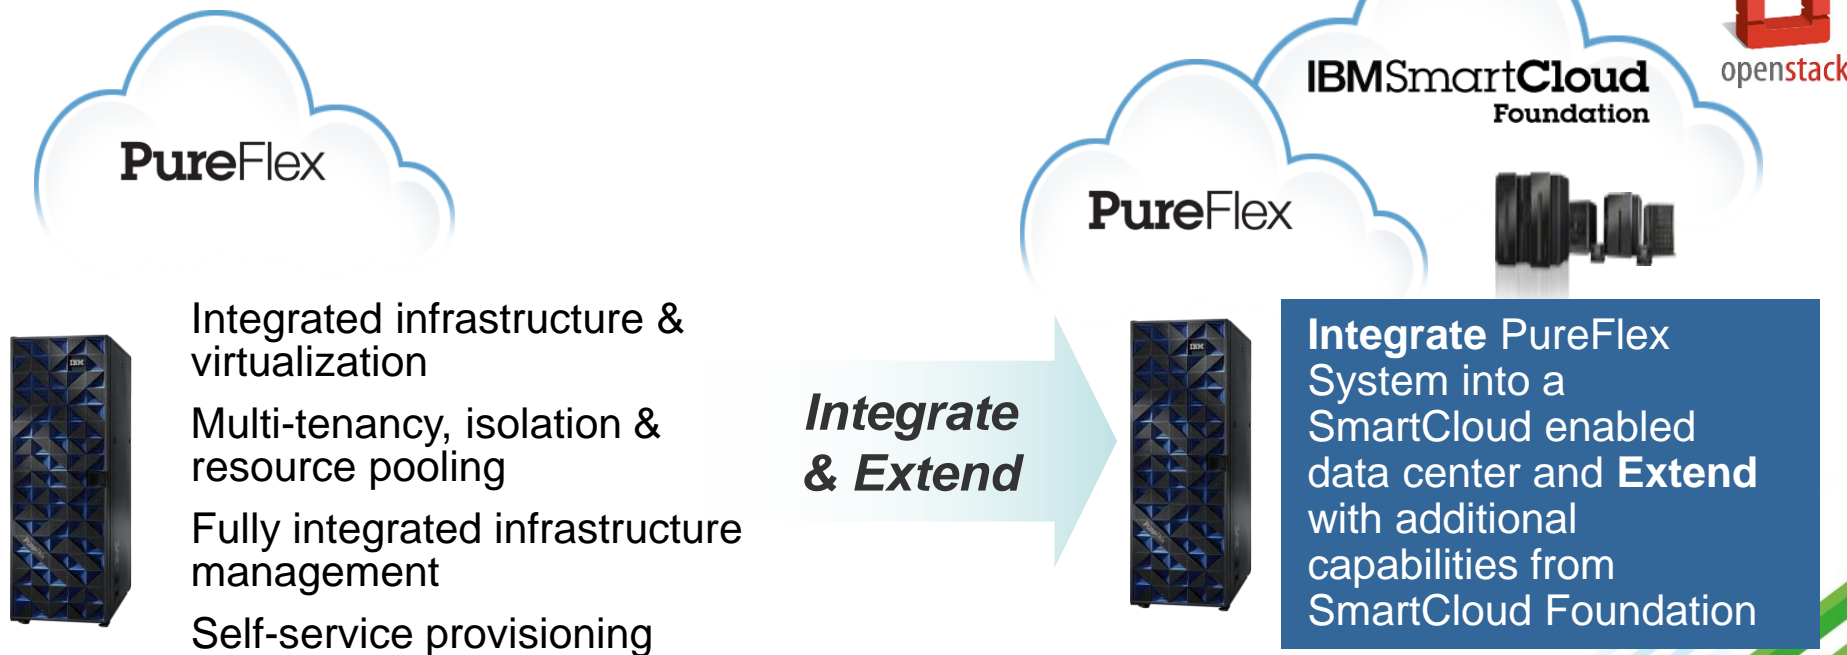 PureFlex
Integrated infrastructure &
virtualization
Multi-tenancy, isolation &
resource pooling
Fully integrated infrastructure
management
Self-service provisioning
Integrate
& Extend
IBMSmartCloud
Foundation
openstack
PureFlex
IBM
IBM
Integrate PureFlex
System into a
SmartCloud enabled
data center and Extend
with additional
capabilities from
SmartCloud Foundation